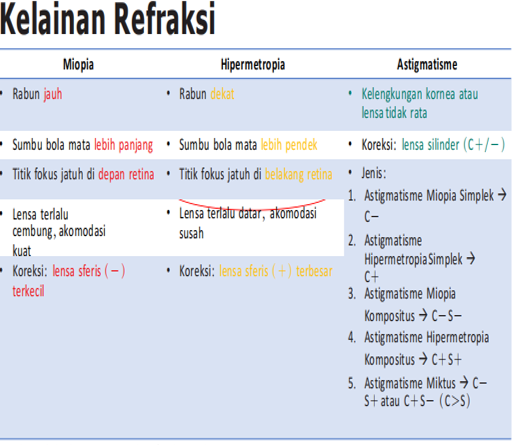 Kelainan Refraksi
Miopia
Hipermetropia
Astigmatisme
• Rabun jauh
• Rabun dekat
• Kelengkungan kornea atau
lensa tidak rata
• Sumbu bola mata lebih panjang
• Sumbu bola mata lebih pendek
• Koreksi: lensa silinder (C+/−)
• Titik fokus jatuh di depan retina
• Titik fokus jatuh di belakang retina
• Jenis:
1. Astigmatisme Miopia Simplek →
C−
2. Astigmatisme
Hipermetropia Simplek →
C+
3. Astigmatisme Miopia
Kompositus → C−S−
4. Astigmatisme Hipermetropia
Kompositus → C+S+
5. Astigmatisme Miktus → C−
S+ atau C+S− (C>S)
• Lensa terlalu
cembung, akomodasi
kuat
• Lensa terlalu datar, akomodasi
susah
• Koreksi: lensa sferis (−)
terkecil
• Koreksi: lensa sferis (+) terbesar